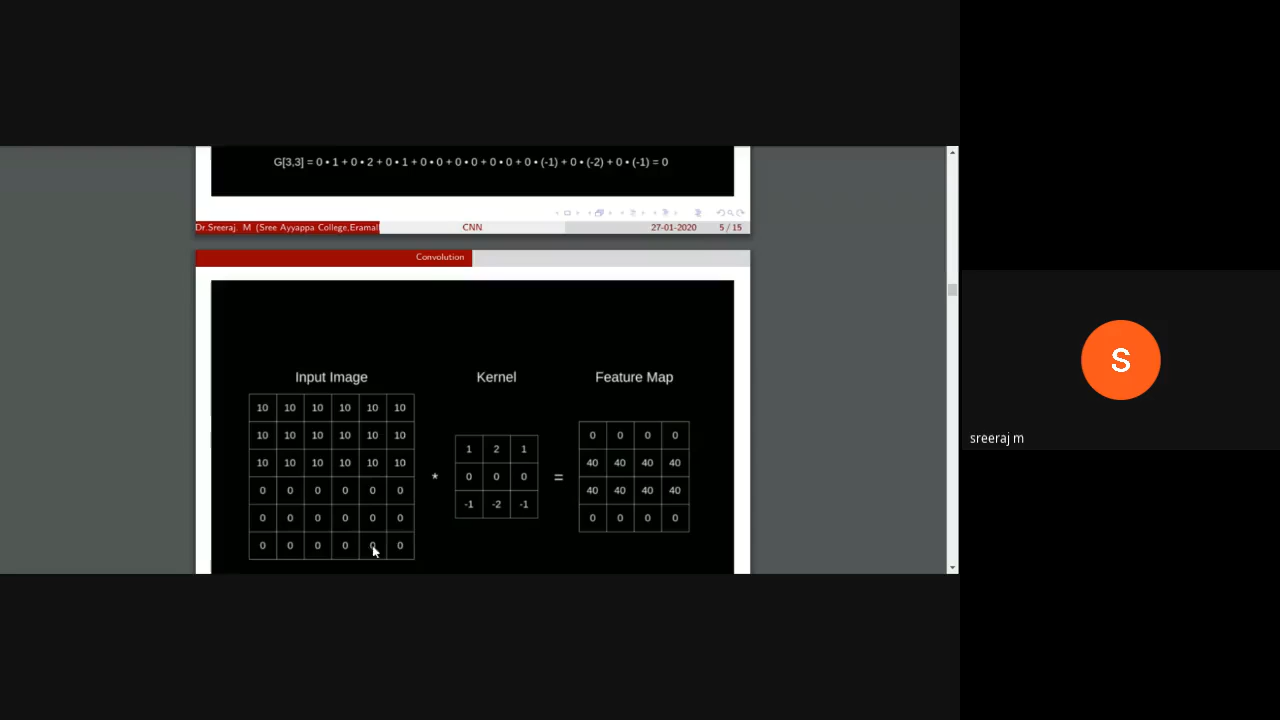 G[3,3] = 0 • 1 + 0 • 2 + 0 • 1 + 0 • 0 + 0 • 0 + 0 • 0 + 0 • (-1) + 0 • (-2) + 0 • (-1) = 0
Dr.Sreeraj. M (Sree Ayyappa College,Eramal CNN 27-01-2020 5 / 15
Convolution
Input Image Kernel Feature Map
10 10 10 10 10 10
10 10 10 10 10 10 0 0 0 0
1 2 1
10 10 10 10 10 10 40 40 40 40
* 0 0 0 =
0 0 0 0 0 0 40 40 40 40
-1 -2 -1
0 0 0 0 0 0 0 0 0 0
0 0 0 0 0 0
S
sreeraj m